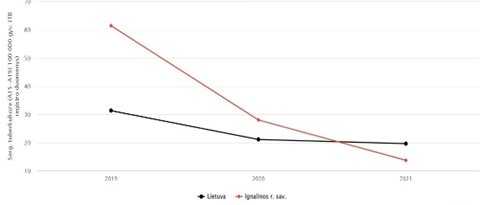 Serg. tuberkulioze (A15-A19) 100 000 gyv. (TB
registro duomenys)
70
60
50
40
30
20
10
2019
2020
2021
Lietuva
Ignalinos r. sav.